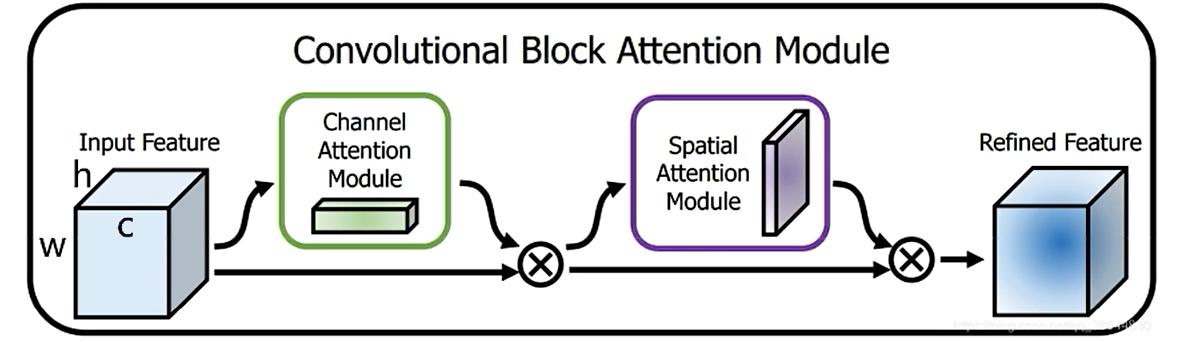 Convolutional Block Attention Module
Input Feature
h
c
w
Channel
Attention
Module
Spatial
Attention
Module
Refined Feature